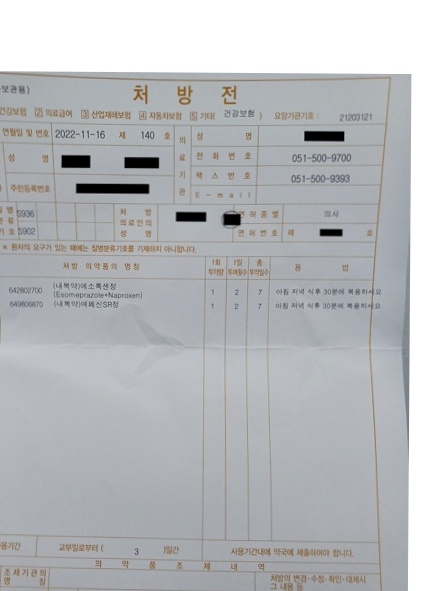 보관용)
처 방 전
건강보험 2 의료급여 3 산업재해보험 4 자동차보험 5 기타( 건강보험 ) 요양기관기호 : 21203121
연월일 및 번호 2022-11-16 제 140 호
의료기관
성 명
전 화 번 호 051-500-9700
팩 스 번 호 051-500-9393
E - mail
성 명
주민등록번호
S936
S902
처 방
의료인의
성 명
면 허 종 별 의사
면 허 번 호 제 호
* 환자의 요구가 있는 때에는 질병분류기호를 기재하지 아니합니다.
처 방 의약품의 명칭 1회 투약량 1일 투여횟수 총 투약일수 용 법
642802700 (내복약)에소록센정 1 2 7 아침 저녁 식후 30분에 복용하세요
(Esomeprazole+Naproxen)
649806870 (내복약)에페신SR정 1 2 7 아침 저녁 식후 30분에 복용하세요
사용기간 교부일로부터 ( 3 )일간 사용기간내에 약국에 제출하여야 합니다.
의 약 품 조 제 내 역
조제기관의
명 칭
처방의 변경·수정·확인·대체시
그 내용 등